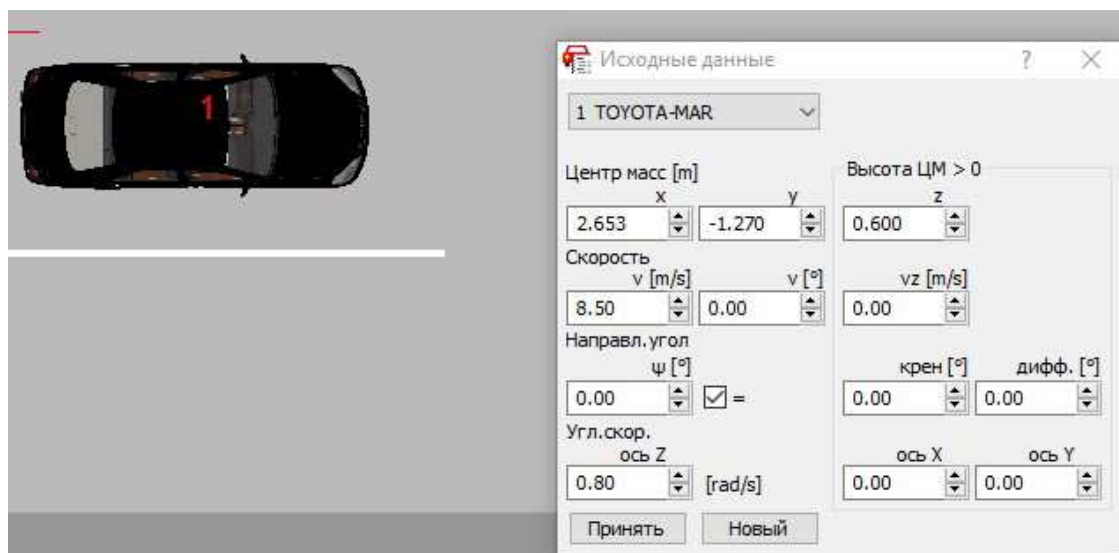 1
Исходные данные ?
1 TOYOTA-MAR
Центр масс [m]
x y
2.653 -1.270
Скорость
v [m/s] v [°]
8.50 0.00
Направл.угол
ψ [°]
0.00 =
Угл.скор.
ось Z
0.80 [rad/s]
Принять Новый
Высота ЦМ > 0
z
0.600
vz [m/s]
0.00
крен [°] дифф. [°]
0.00 0.00
ось X ось Y
0.00 0.00